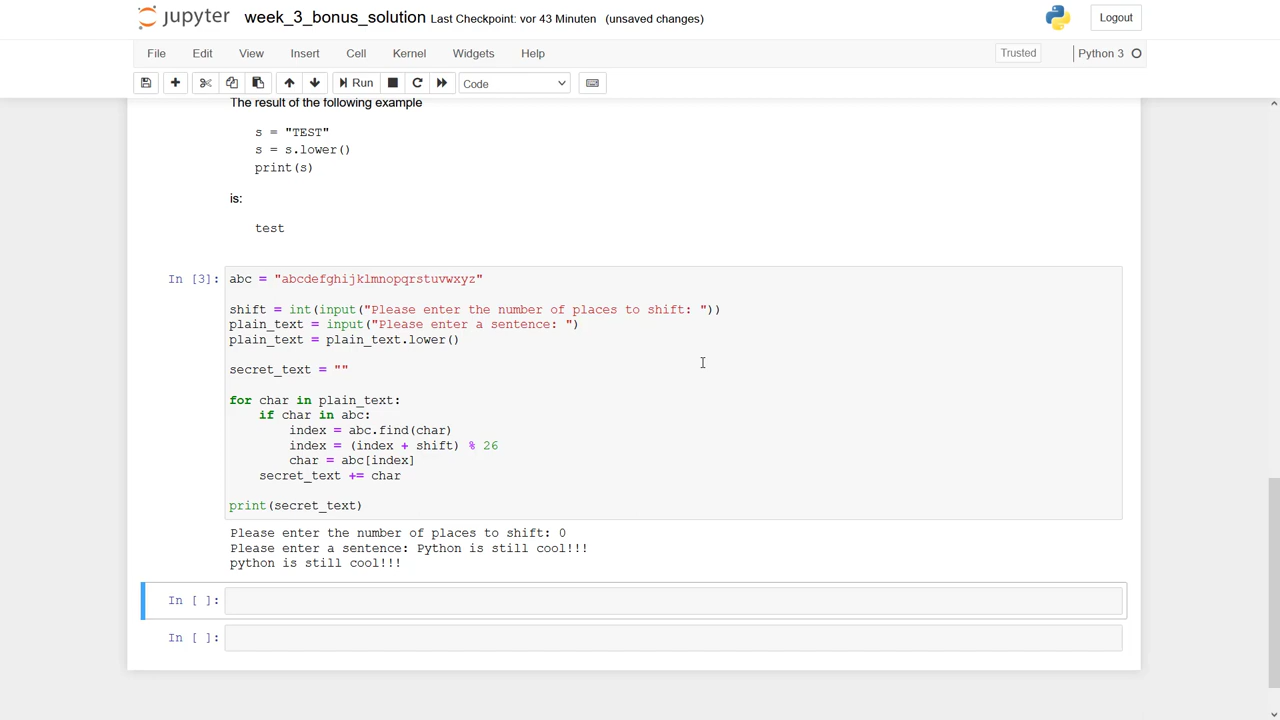 jupyter week_3_bonus_solution Last Checkpoint: vor 43 Minuten (unsaved changes) Logout
File Edit View Insert Cell Kernel Widgets Help Trusted Python 3
Run Code
The result of the following example
s = "TEST"
s = s.lower()
print(s)
is:
test
In [3]: abc = "abcdefghijklmnopqrstuvwxyz"
shift = int(input("Please enter the number of places to shift: "))
plain_text = input("Please enter a sentence: ")
plain_text = plain_text.lower()
secret_text = ""
for char in plain_text:
if char in abc:
index = abc.find(char)
index = (index + shift) % 26
char = abc[index]
secret_text += char
print(secret_text)
Please enter the number of places to shift: 0
Please enter a sentence: Python is still cool!!!
python is still cool!!!
In [ ]:
In [ ]: